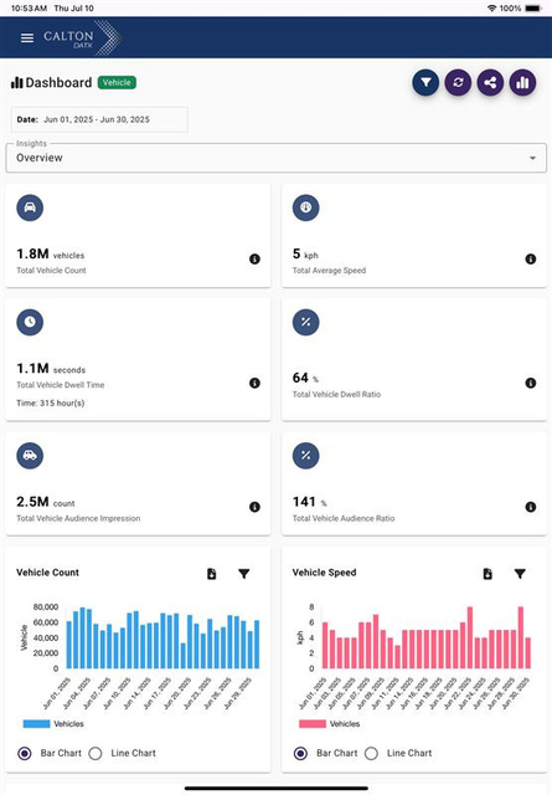 10:53 AM Thu Jul 10
100%
CALTON
DATX
Dashboard Vehicle
Date: Jun 01, 2025 - Jun 30, 2025
Insights
Overview
1.8M vehicles
Total Vehicle Count
5 kph
Total Average Speed
1.1M seconds
Total Vehicle Dwell Time
Time: 315 hour(s)
64 %
Total Vehicle Dwell Ratio
2.5M count
Total Vehicle Audience Impression
141 %
Total Vehicle Audience Ratio
Vehicle Count
Vehicle
80,000
60,000
40,000
20,000
0
Jun 01, 2025
Jun 04, 2025
Jun 07, 2025
Jun 10, 2025
Jun 14, 2025
Jun 17, 2025
Jun 20, 2025
Jun 23, 2025
Jun 26, 2025
Jun 29, 2025
Vehicles
Bar Chart Line Chart
Vehicle Speed
kph
8
6
4
2
0
Jun 01, 2025
Jun 03, 2025
Jun 05, 2025
Jun 07, 2025
Jun 09, 2025
Jun 11, 2025
Jun 14, 2025
Jun 16, 2025
Jun 18, 2025
Jun 20, 2025
Jun 22, 2025
Jun 24, 2025
Jun 26, 2025
Jun 28, 2025
Jun 30, 2025
Vehicles
Bar Chart Line Chart